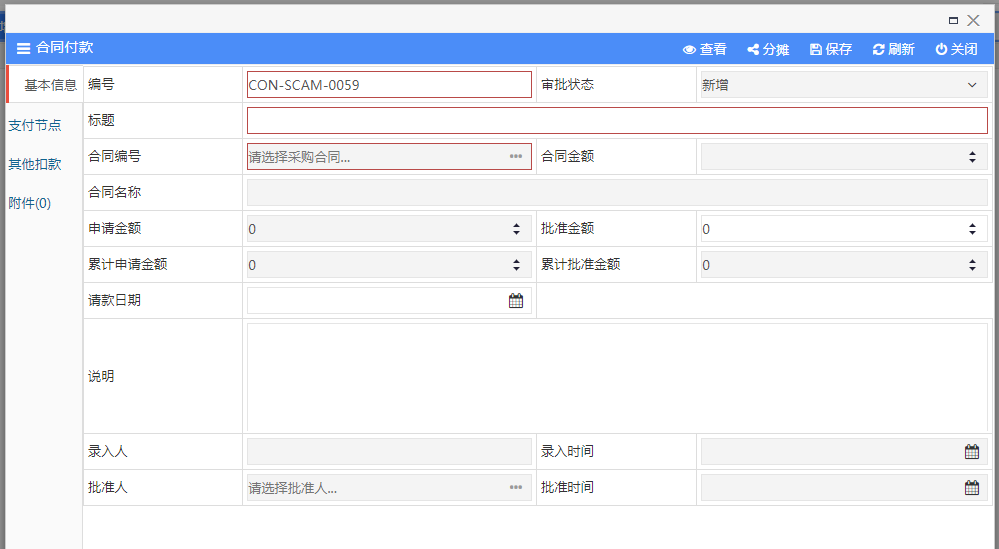 合同付款 查看 分摊 保存 刷新 关闭
基本信息
支付节点
其他扣款
附件(0)
编号 CON-SCAM-0059 审批状态 新增
标题
合同编号 请选择采购合同... 合同金额
合同名称
申请金额 0 批准金额 0
累计申请金额 0 累计批准金额 0
请款日期
说明
录入人 录入时间
批准人 请选择批准人... 批准时间